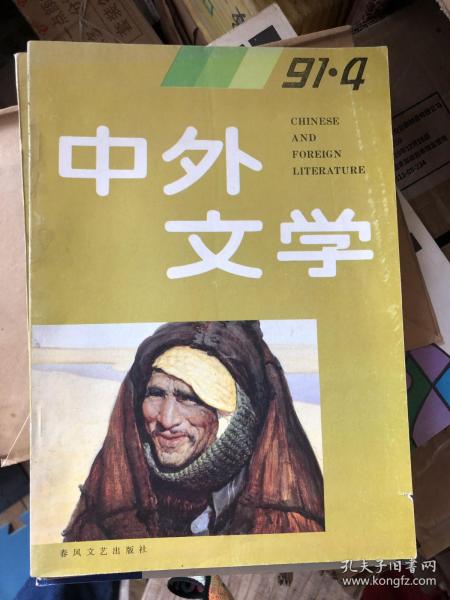 91·4
CHINESE
AND
FOREIGN
LITERATURE
中外
文学
春风文艺出版社
孔夫子旧书网
www.kongfz.com